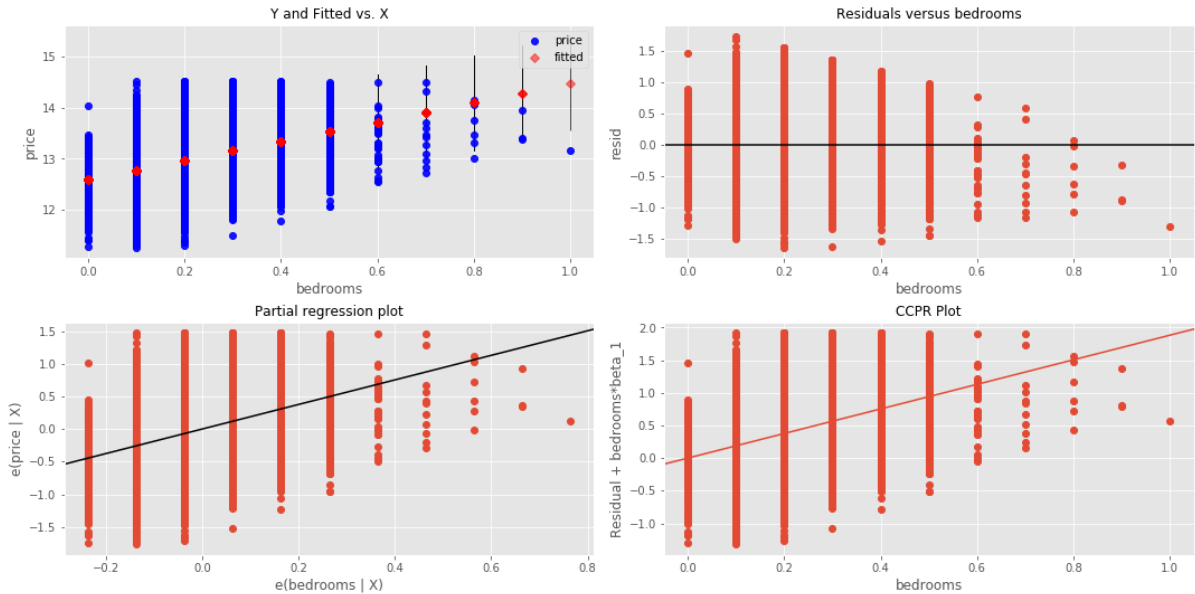 Y and Fitted vs. X
price
fitted
15
14
13
12
price
0.0 0.2 0.4 0.6 0.8 1.0
bedrooms
Residuals versus bedrooms
1.5
1.0
0.5
0.0
−0.5
−1.0
−1.5
resid
0.0 0.2 0.4 0.6 0.8 1.0
bedrooms
Partial regression plot
1.5
1.0
0.5
0.0
−0.5
−1.0
−1.5
e(price | X)
−0.2 0.0 0.2 0.4 0.6 0.8
e(bedrooms | X)
CCPR Plot
2.0
1.5
1.0
0.5
0.0
−0.5
−1.0
Residual + bedrooms*beta_1
0.0 0.2 0.4 0.6 0.8 1.0
bedrooms